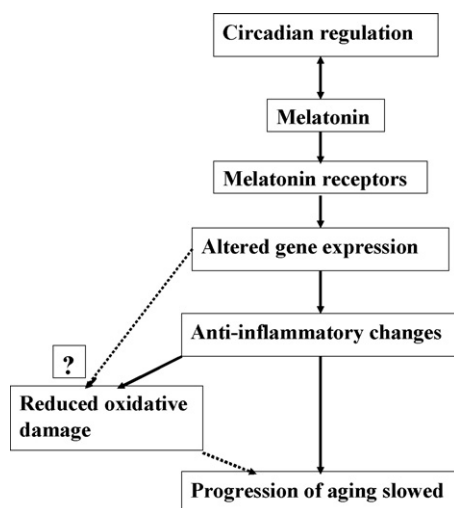 Circadian regulation
Melatonin
Melatonin receptors
Altered gene expression
Anti-inflammatory changes
?
Reduced oxidative
damage
Progression of aging slowed